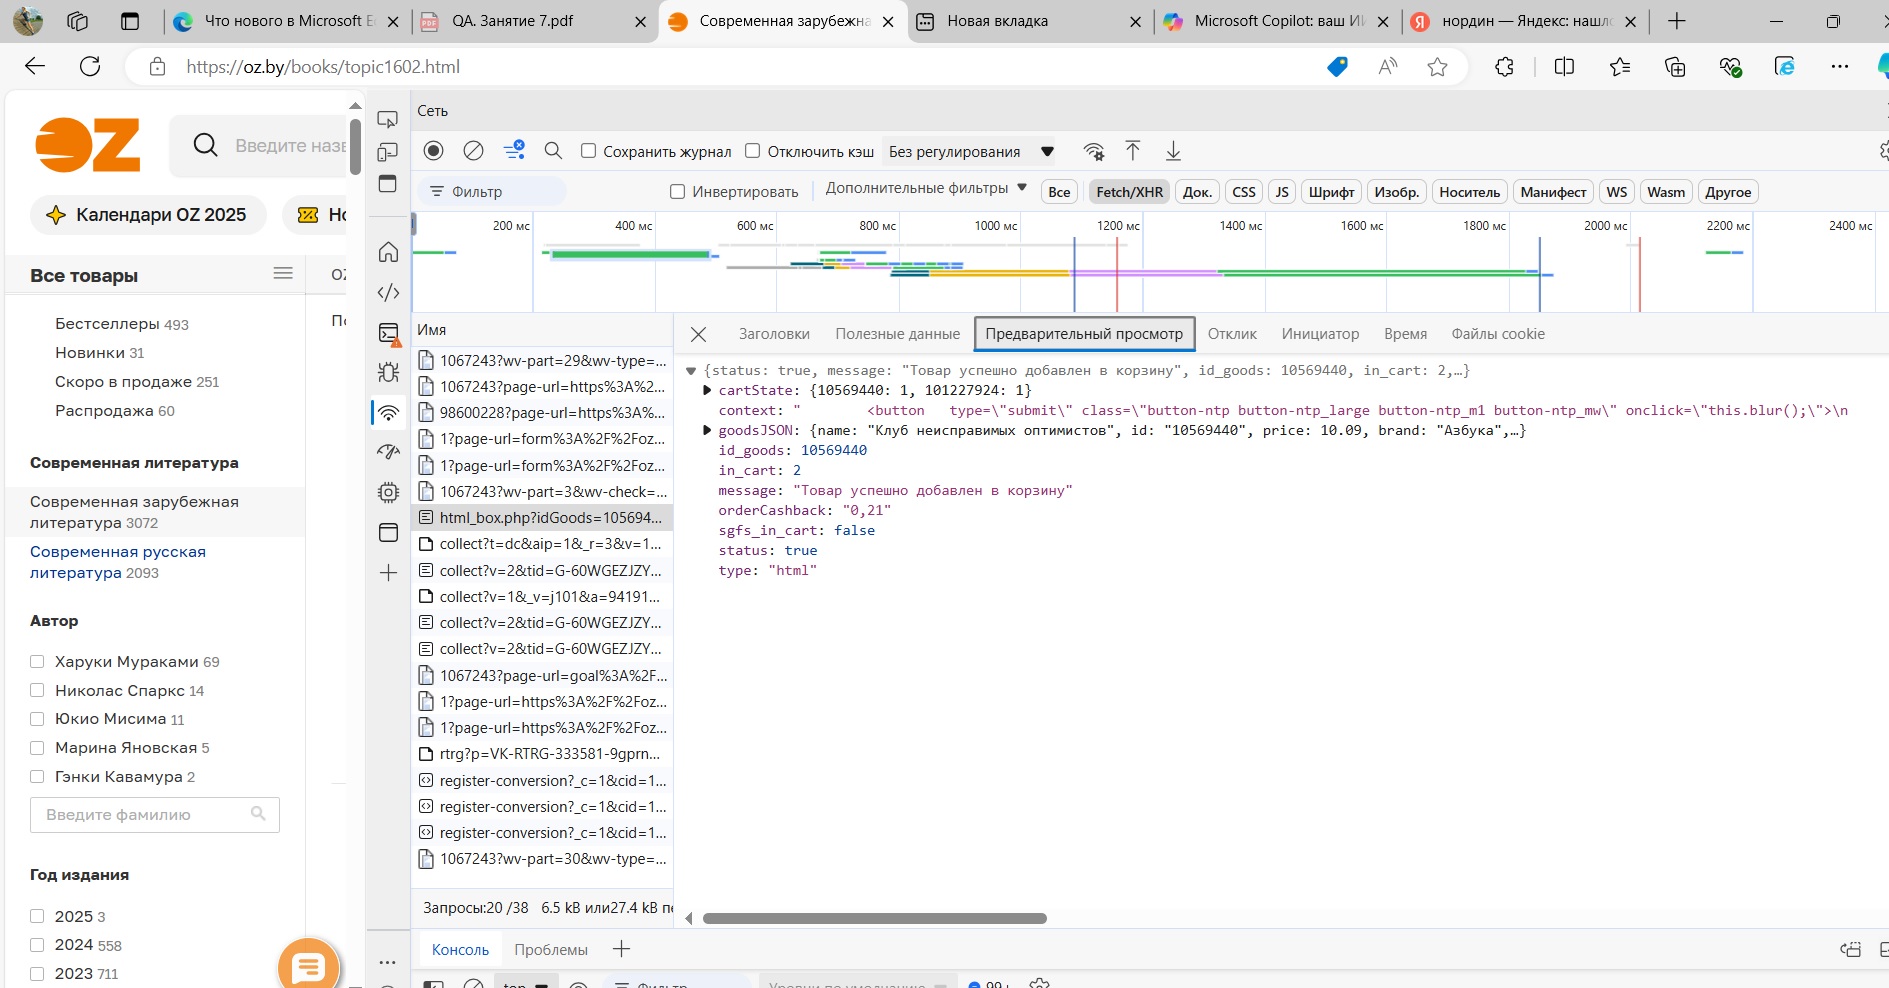 Что нового в Microsoft E
QA. Занятие 7.pdf
Современная зарубежна
Новая вкладка
Microsoft Copilot: ваш ИИ
нордин — Яндекс: нашло
https://oz.by/books/topic1602.html
OZ
Введите назв
Календари OZ 2025
Все товары
OZ
Бестселлеры 493
Новинки 31
Скоро в продаже 251
Распродажа 60
Современная литература
Современная зарубежная
литература 3072
Современная русская
литература 2093
Автор
Харуки Мураками 69
Николас Спаркс 14
Юкио Мисима 11
Марина Яновская 5
Гэнки Кавамура 2
Введите фамилию
Год издания
2025 3
2024 558
2023 711
Сеть
Сохранить журнал
Отключить кэш
Без регулирования
Фильтр
Инвертировать
Дополнительные фильтры
Все
Fetch/XHR
Док.
CSS
JS
Шрифт
Изобр.
Носитель
Манифест
WS
Wasm
Другое
200 мс
400 мс
600 мс
800 мс
1000 мс
1200 мс
1400 мс
1600 мс
1800 мс
2000 мс
2200 мс
2400 мс
Имя
1067243?wv-part=29&wv-type=...
1067243?page-url=https%3A%2...
98600228?page-url=https%3A%...
1?page-url=form%3A%2F%2Foz...
1?page-url=form%3A%2F%2Foz...
1067243?wv-part=3&wv-check=...
html_box.php?idGoods=105694...
collect?t=dc&aip=1&_r=3&v=1...
collect?v=2&tid=G-60WGEZJZY...
collect?v=1&_v=j101&a=94191...
collect?v=2&tid=G-60WGEZJZY...
collect?v=2&tid=G-60WGEZJZY...
1067243?page-url=goal%3A%2F...
1?page-url=https%3A%2F%2Foz...
1?page-url=https%3A%2F%2Foz...
rtrg?p=VK-RTRG-333581-9gprn...
register-conversion?_c=1&cid=1...
register-conversion?_c=1&cid=1...
register-conversion?_c=1&cid=1...
1067243?wv-part=30&wv-type=...
Запросы:20 /38 6.5 kB или27.4 kB пе
Заголовки
Полезные данные
Предварительный просмотр
Отклик
Инициатор
Время
Файлы cookie
{status: true, message: "Товар успешно добавлен в корзину", id_goods: 10569440, in_cart: 2,…}
cartState: {10569440: 1, 101227924: 1}
context: " <button type=\"submit\" class=\"button-ntp button-ntp_large button-ntp_m1 button-ntp_mw\" onclick=\"this.blur();\">\n
goodsJSON: {name: "Клуб неисправимых оптимистов", id: "10569440", price: 10.09, brand: "Азбука",…}
id_goods: 10569440
in_cart: 2
message: "Товар успешно добавлен в корзину"
orderCashback: "0,21"
sgfs_in_cart: false
status: true
type: "html"
Консоль
Проблемы
top
Фильтр
99+